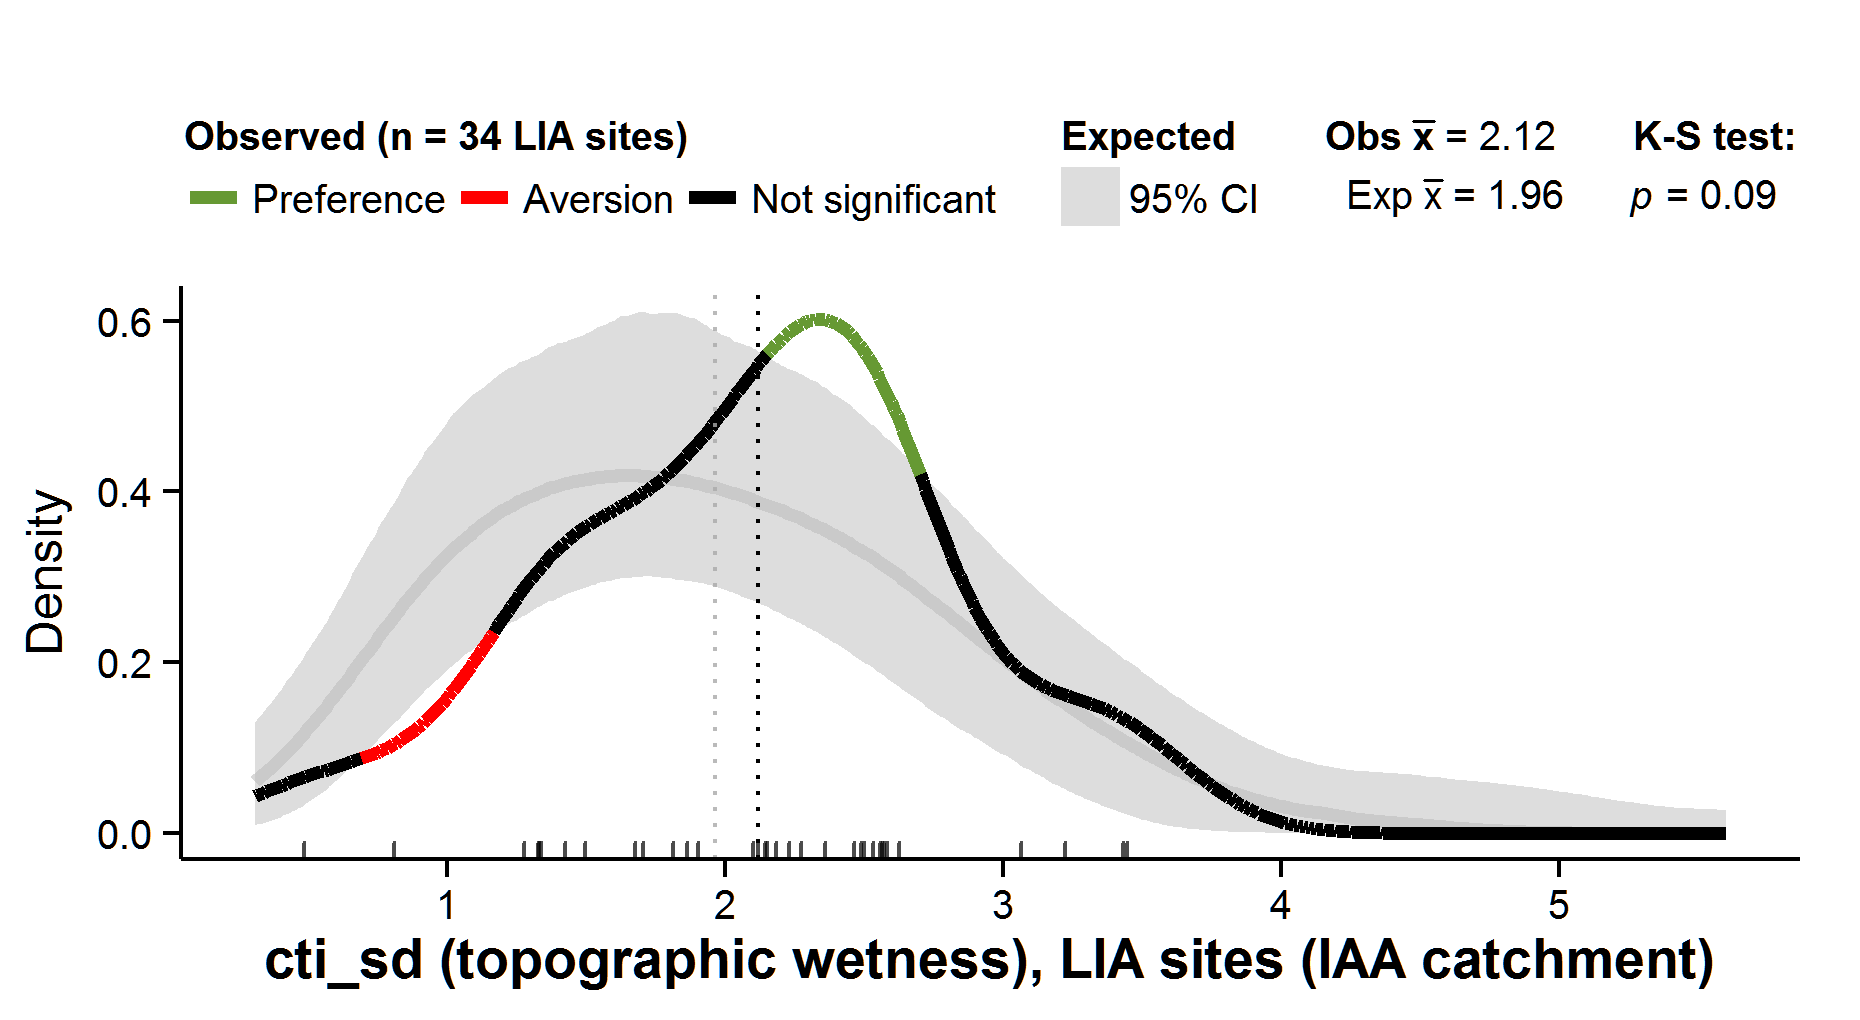 Observed (n = 34 LIA sites) Expected Obs x̅ = 2.12 K-S test:
Preference Aversion Not significant 95% CI Exp x̅ = 1.96 p = 0.09
0.6
0.4
0.2
0.0
Density
1 2 3 4 5
cti_sd (topographic wetness), LIA sites (IAA catchment)